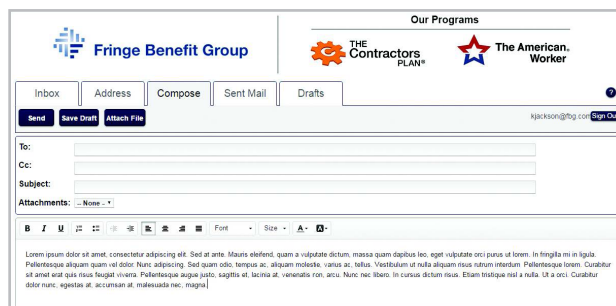 Our Programs
Fringe Benefit Group
THE
Contractors
PLAN®
The American®
Worker
Inbox
Address
Compose
Sent Mail
Drafts
?
Send
Save Draft
Attach File
kjackson@fbg.com
Sign Ou
To:
Cc:
Subject:
Attachments:
-- None --
B I U
Font
Size
A
A
Lorem ipsum dolor sit amet, consectetur adipiscing elit. Sed at ante. Mauris eleifend, quam a vulputate dictum, massa quam dapibus leo, eget vulputate orci purus ut lorem. In fringilla mi in ligula.
Pellentesque aliquam quam vel dolor. Nunc adipiscing. Sed quam odio, tempus ac, aliquam molestie, varius ac, tellus. Vestibulum ut nulla aliquam risus rutrum interdum. Pellentesque lorem. Curabitur
sit amet erat quis risus feugiat viverra. Pellentesque augue justo, sagittis et, lacinia at, venenatis non, arcu. Nunc nec libero. In cursus dictum risus. Etiam tristique nisl a nulla. Ut a orci. Curabitur
dolor nunc, egestas at, accumsan at, malesuada nec, magna.